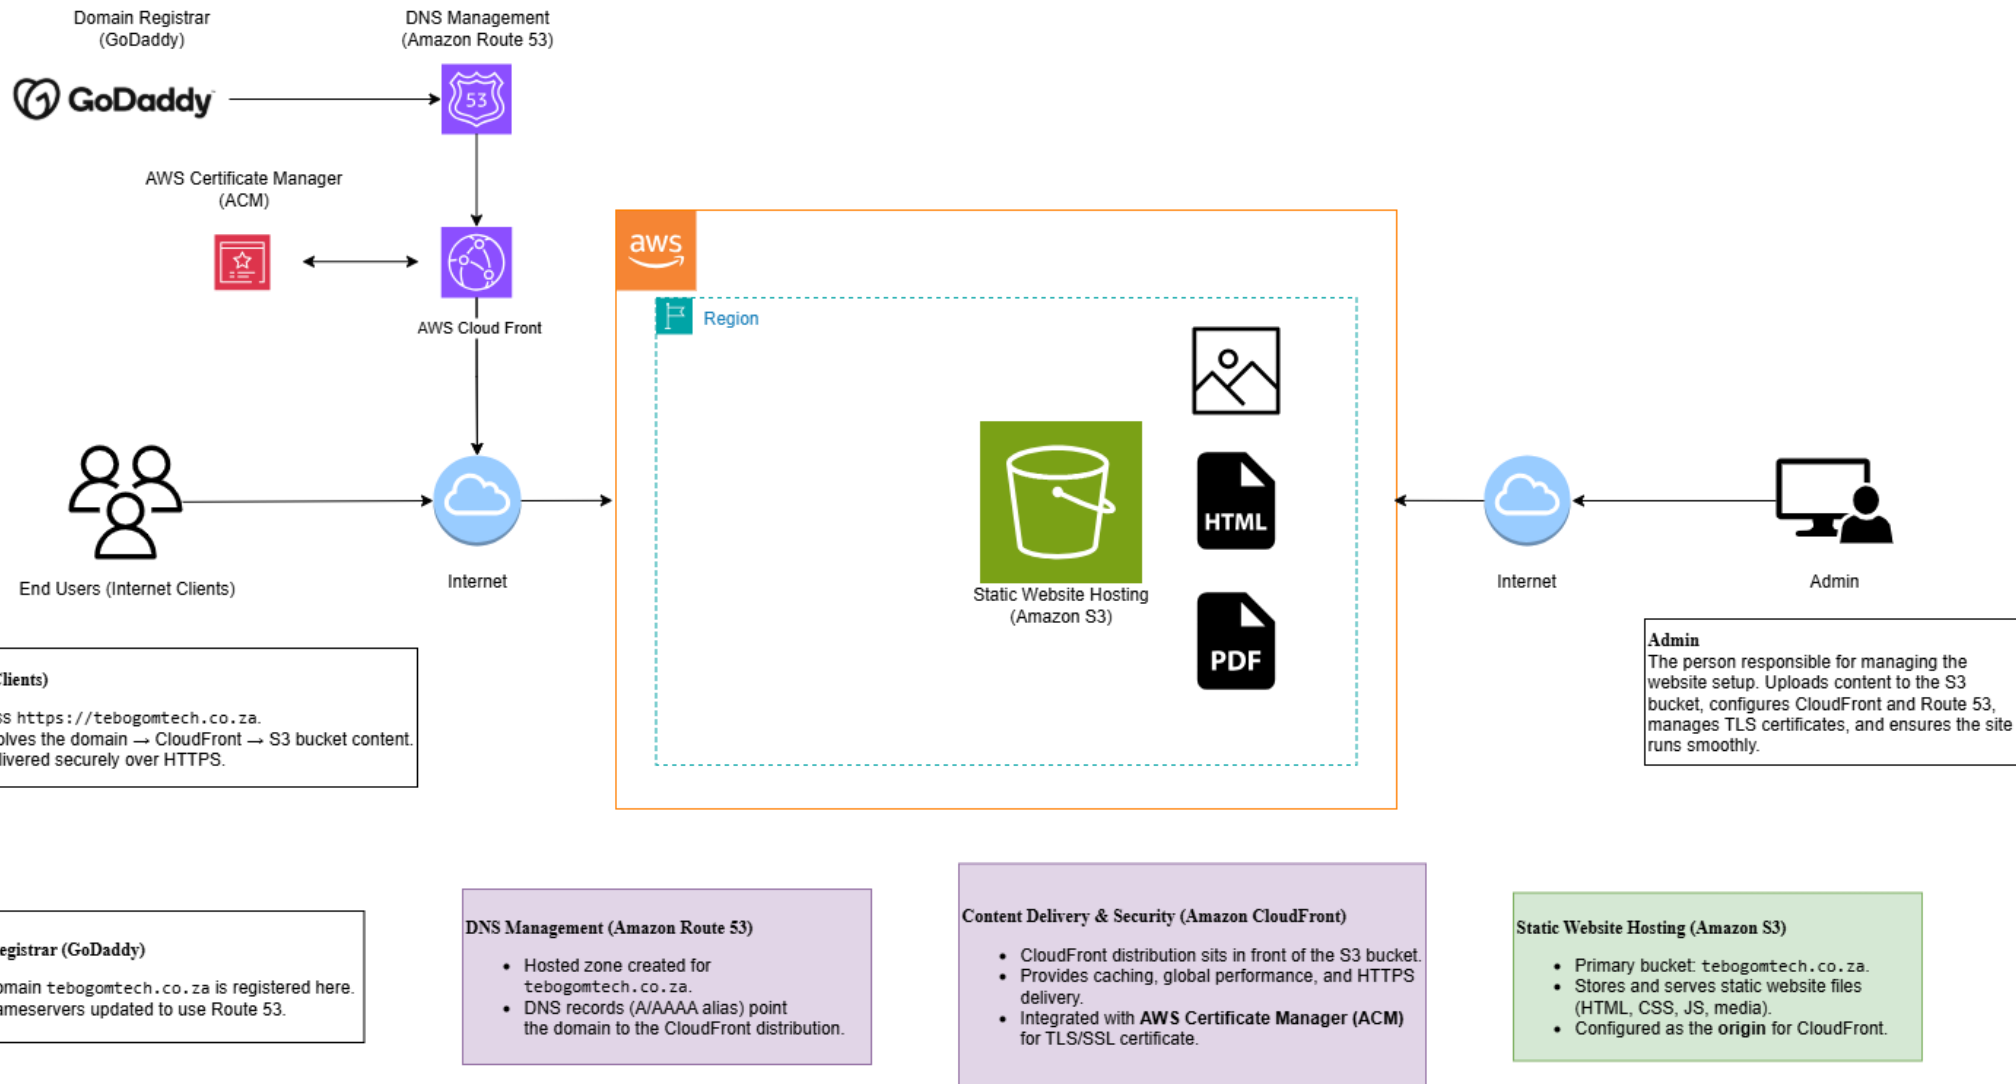 Domain Registrar
(GoDaddy)
DNS Management
(Amazon Route 53)
GoDaddy
53
AWS Certificate Manager
(ACM)
AWS Cloud Front
aws
Region
HTML
PDF
Static Website Hosting
(Amazon S3)
End Users (Internet Clients)
Internet
Internet
Admin
https://tebogomtech.co.za.
the domain → CloudFront → S3 bucket content.
securely over HTTPS.
Admin
The person responsible for managing the
website setup. Uploads content to the S3
bucket, configures CloudFront and Route 53,
manages TLS certificates, and ensures the site
runs smoothly.
(GoDaddy)
tebogomtech.co.za is registered here.
updated to use Route 53.
DNS Management (Amazon Route 53)
• Hosted zone created for
tebogomtech.co.za.
• DNS records (A/AAAA alias) point
the domain to the CloudFront distribution.
Content Delivery & Security (Amazon CloudFront)
• CloudFront distribution sits in front of the S3 bucket.
• Provides caching, global performance, and HTTPS
delivery.
• Integrated with AWS Certificate Manager (ACM)
for TLS/SSL certificate.
Static Website Hosting (Amazon S3)
• Primary bucket: tebogomtech.co.za.
• Stores and serves static website files
(HTML, CSS, JS, media).
• Configured as the origin for CloudFront.